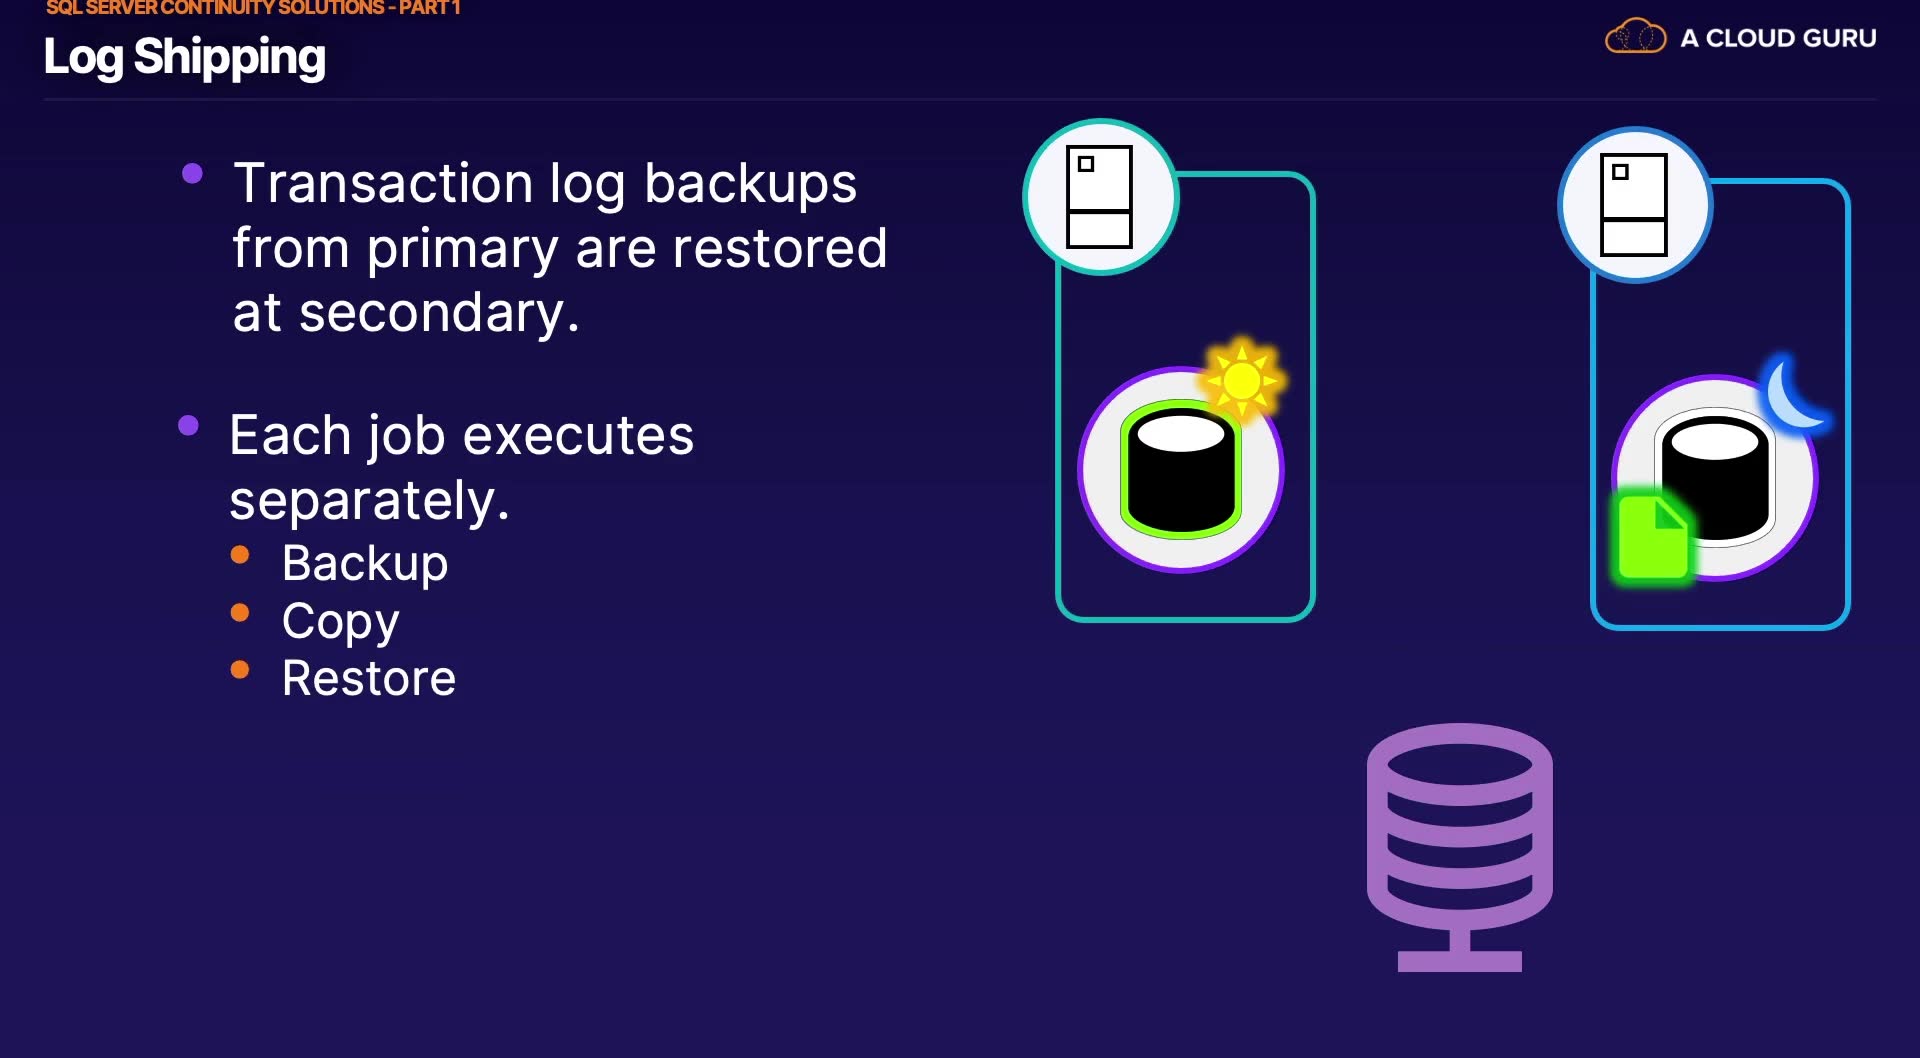 SQL SERVER CONTINUITY SOLUTIONS - PART 1
Log Shipping
A CLOUD GURU
Transaction log backups
from primary are restored
at secondary.
Each job executes
separately.
Backup
Copy
Restore